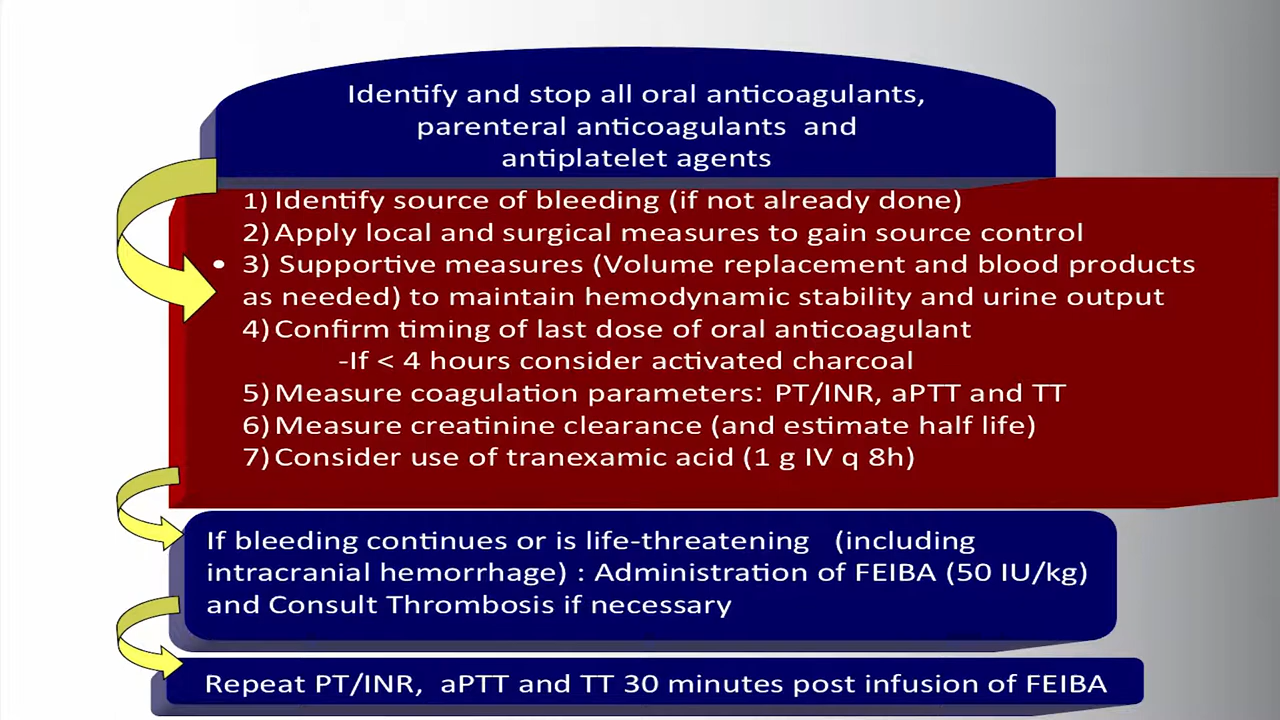 Identify and stop all oral anticoagulants,
parenteral anticoagulants and
antiplatelet agents
1) Identify source of bleeding (if not already done)
2) Apply local and surgical measures to gain source control
• 3) Supportive measures (Volume replacement and blood products
as needed) to maintain hemodynamic stability and urine output
4) Confirm timing of last dose of oral anticoagulant
-If < 4 hours consider activated charcoal
5) Measure coagulation parameters: PT/INR, aPTT and TT
6) Measure creatinine clearance (and estimate half life)
7) Consider use of tranexamic acid (1 g IV q 8h)
If bleeding continues or is life-threatening (including
intracranial hemorrhage) : Administration of FEIBA (50 IU/kg)
and Consult Thrombosis if necessary
Repeat PT/INR, aPTT and TT 30 minutes post infusion of FEIBA